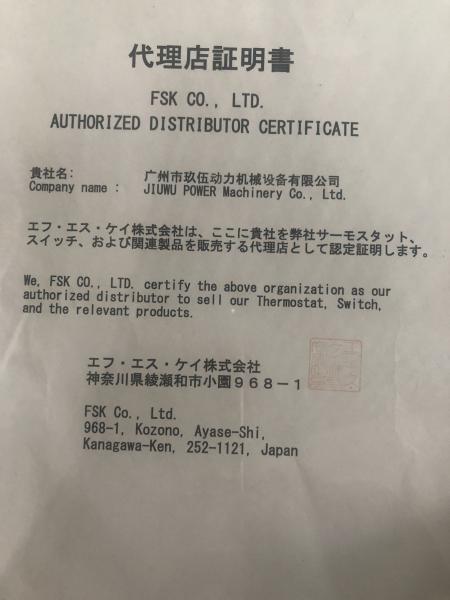 代理店証明書
FSK CO., LTD.
AUTHORIZED DISTRIBUTOR CERTIFICATE
貴社名: 广州市玖伍动力机械设备有限公司
Company name : JIUWU POWER Machinery Co., Ltd.
エフ・エス・ケイ株式会社は、ここに貴社を弊社サーモスタット、
スイッチ、および関連製品を販売する代理店として認定証明します。
We, FSK CO., LTD. certify the above organization as our
authorized distributor to sell our Thermostat, Switch,
and the relevant products.
エフ・エス・ケイ株式会社
神奈川県綾瀬和市小園968-1
FSK Co., Ltd.
968-1, Kozono, Ayase-Shi,
Kanagawa-Ken, 252-1121, Japan